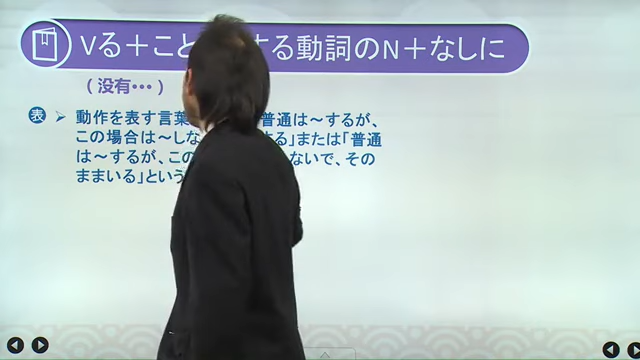 Vる＋こと する動詞のN＋なしに
（没有･･･）
表 ➢ 動作を表す言葉 普通は～するが、
この場合は～しな する」または「普通
は～するが、この ないで、その
ままいる」という